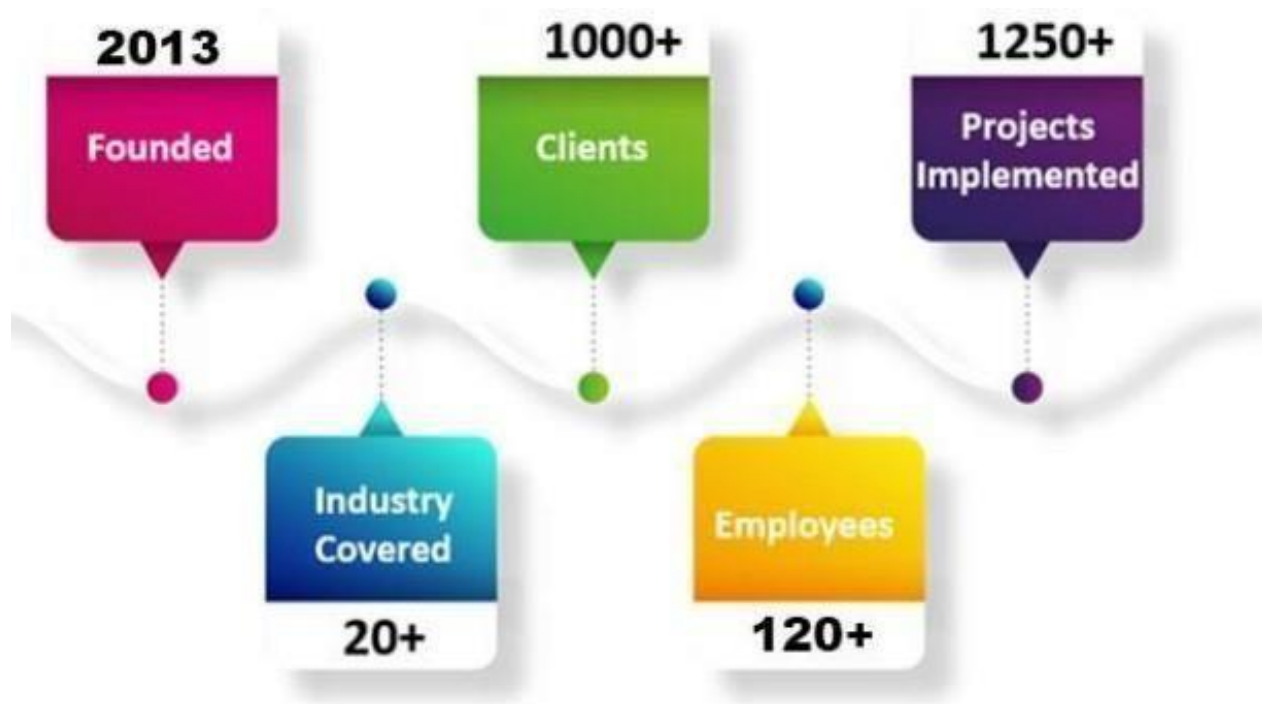 2013
Founded
Industry
Covered
20+
1000+
Clients
Employees
120+
1250+
Projects
Implemented